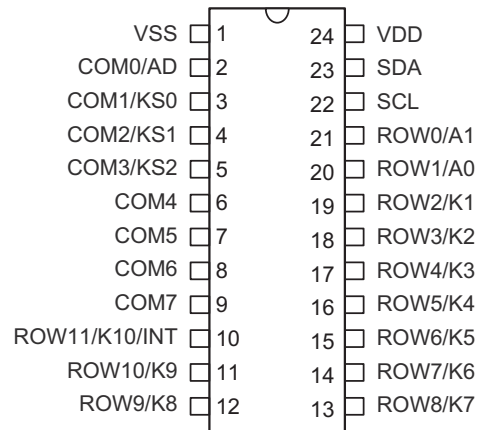 VSS 1 24 VDD
COM0/AD 2 23 SDA
COM1/KS0 3 22 SCL
COM2/KS1 4 21 ROW0/A1
COM3/KS2 5 20 ROW1/A0
COM4 6 19 ROW2/K1
COM5 7 18 ROW3/K2
COM6 8 17 ROW4/K3
COM7 9 16 ROW5/K4
ROW11/K10/INT 10 15 ROW6/K5
ROW10/K9 11 14 ROW7/K6
ROW9/K8 12 13 ROW8/K7